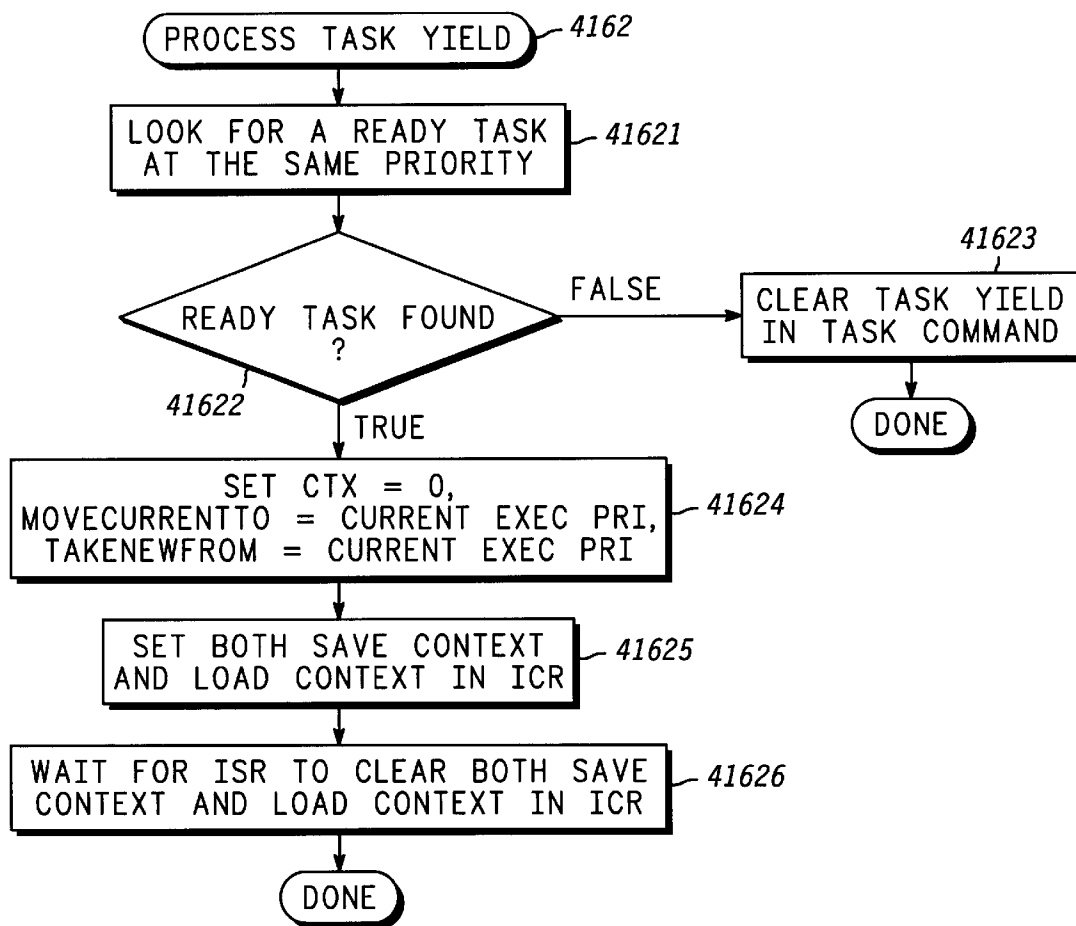 PROCESS TASK YIELD
4162
LOOK FOR A READY TASK
AT THE SAME PRIORITY
41621
READY TASK FOUND
?
41622
FALSE
41623
CLEAR TASK YIELD
IN TASK COMMAND
DONE
TRUE
SET CTX = 0,
MOVECURRENTTO = CURRENT EXEC PRI,
TAKENEWFROM = CURRENT EXEC PRI
41624
SET BOTH SAVE CONTEXT
AND LOAD CONTEXT IN ICR
41625
WAIT FOR ISR TO CLEAR BOTH SAVE
CONTEXT AND LOAD CONTEXT IN ICR
41626
DONE